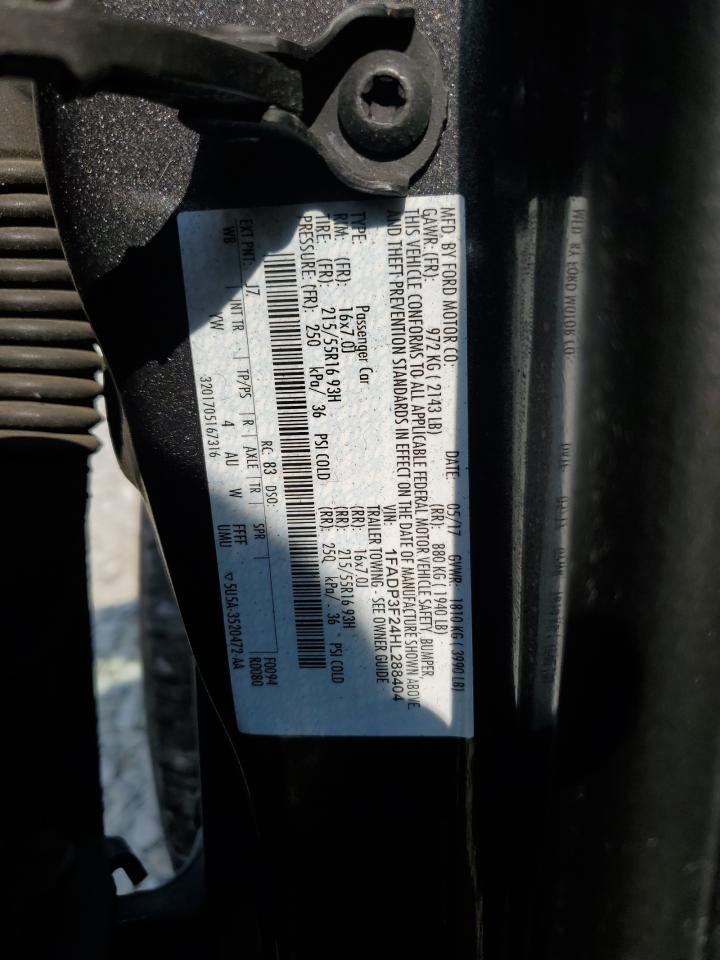 MFD. BY FORD MOTOR CO.
DATE: 05/17 GVWR: 1810 KG ( 3990 LB)
GAWR: (FR): 972 KG ( 2143 LB) (RR): 880 KG ( 1940 LB)
THIS VEHICLE CONFORMS TO ALL APPLICABLE FEDERAL MOTOR VEHICLE SAFETY, BUMPER,
AND THEFT PREVENTION STANDARDS IN EFFECT ON THE DATE OF MANUFACTURE SHOWN ABOVE.
VIN: 1FADP3F24HL288404
TYPE: Passenger Car TRAILER TOWING - SEE OWNER GUIDE
RIM: (FR): 16x7.0J (RR): 16x7.0J
TIRE: (FR): 215/55R16 93H (RR): 215/55R16 93H
PRESSURE: (FR): 250 kPa/ 36 PSI COLD (RR): 250 kPa/ 36 PSI COLD
RC: 83 DSO: F0094
R0080
EXT PNT: J7 INT TR TP/PS R AXLE TR SPR
WB YW 4 AU W FFFF UMU
3201705167316 ▽5U5A-3520472-AA